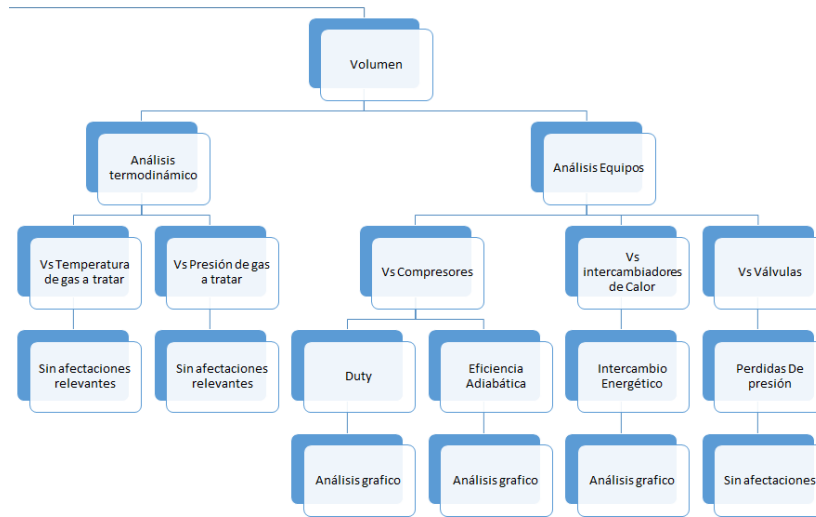 Volumen
Análisis
termodinámico
Análisis Equipos
Vs Temperatura
de gas a tratar
Vs Presión de gas
a tratar
Vs Compresores
Vs
intercambiadores
de Calor
Vs Válvulas
Sin afectaciones
relevantes
Sin afectaciones
relevantes
Duty
Eficiencia
Adiabática
Intercambio
Energético
Perdidas De
presión
Análisis grafico
Análisis grafico
Análisis grafico
Sin afectaciones